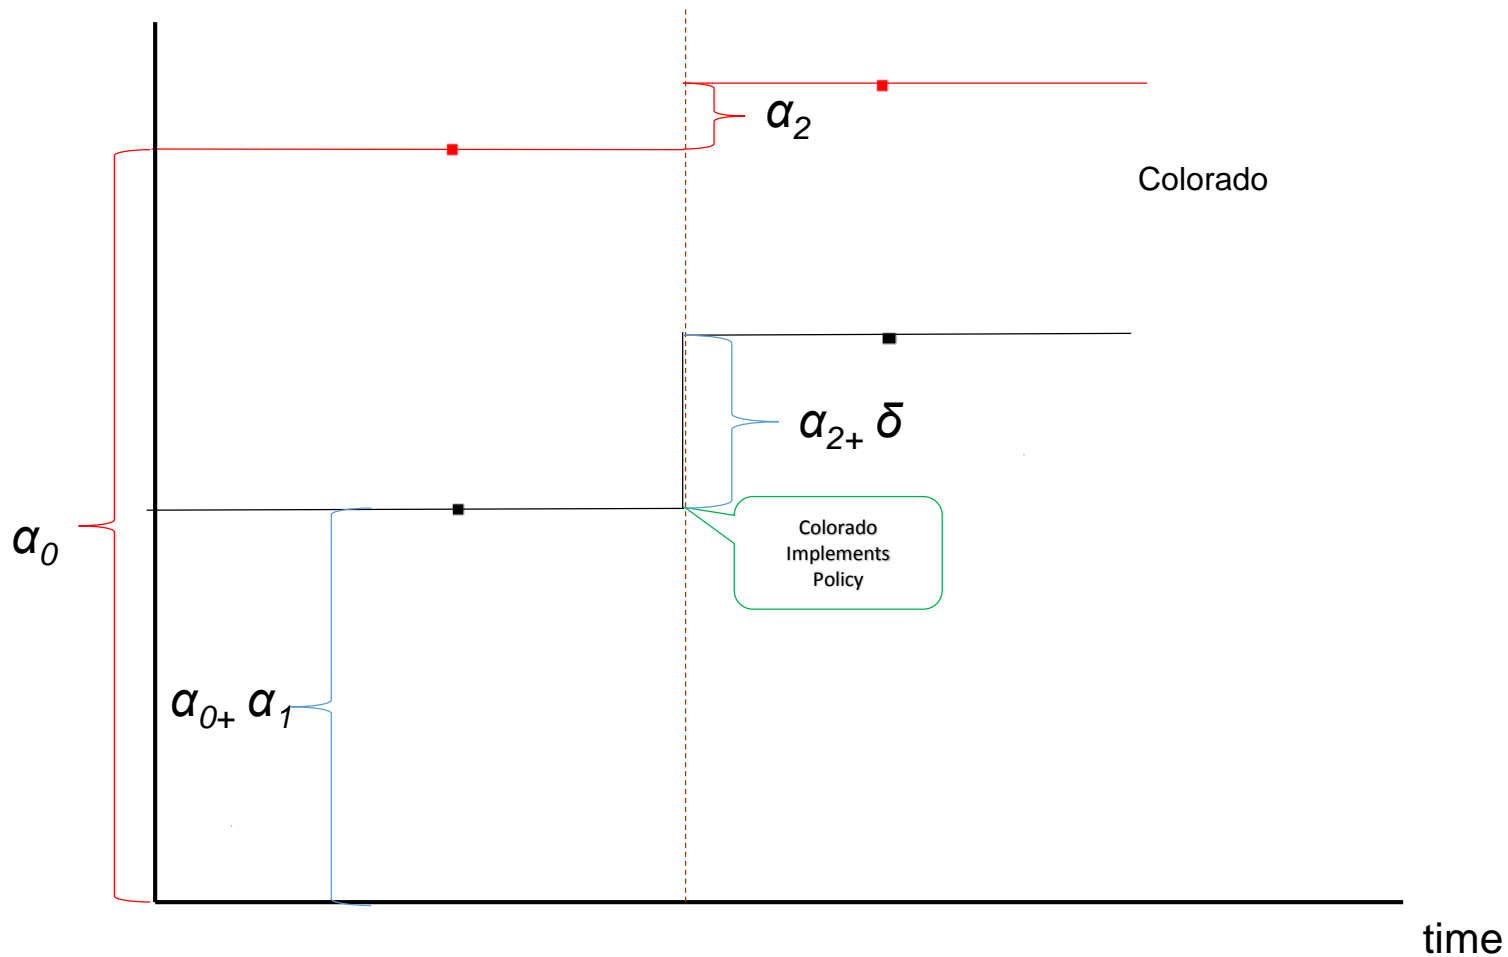 α2
Colorado
α2+ δ
Colorado
Implements
Policy
α0
α0+ α1
time